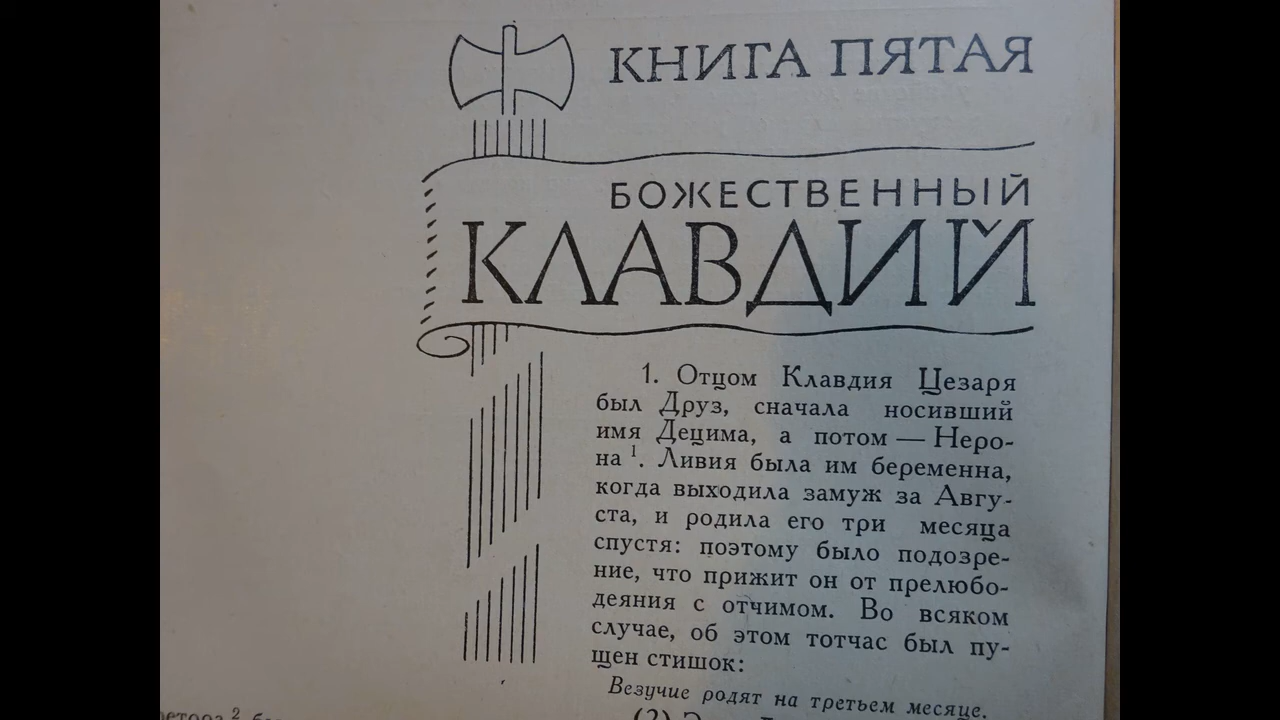 КНИГА ПЯТАЯ
БОЖЕСТВЕННЫЙ
КЛАВДИЙ
1. Отцом Клавдия Цезаря
был Друз, сначала носивший
имя Децима, а потом — Неро-
на ¹. Ливия была им беременна,
когда выходила замуж за Авгу-
ста, и родила его три месяца
спустя: поэтому было подозре-
ние, что прижит он от прелюбо-
деяния с отчимом. Во всяком
случае, об этом тотчас был пу-
щен стишок:
Везучие родят на третьем месяце.
(2)